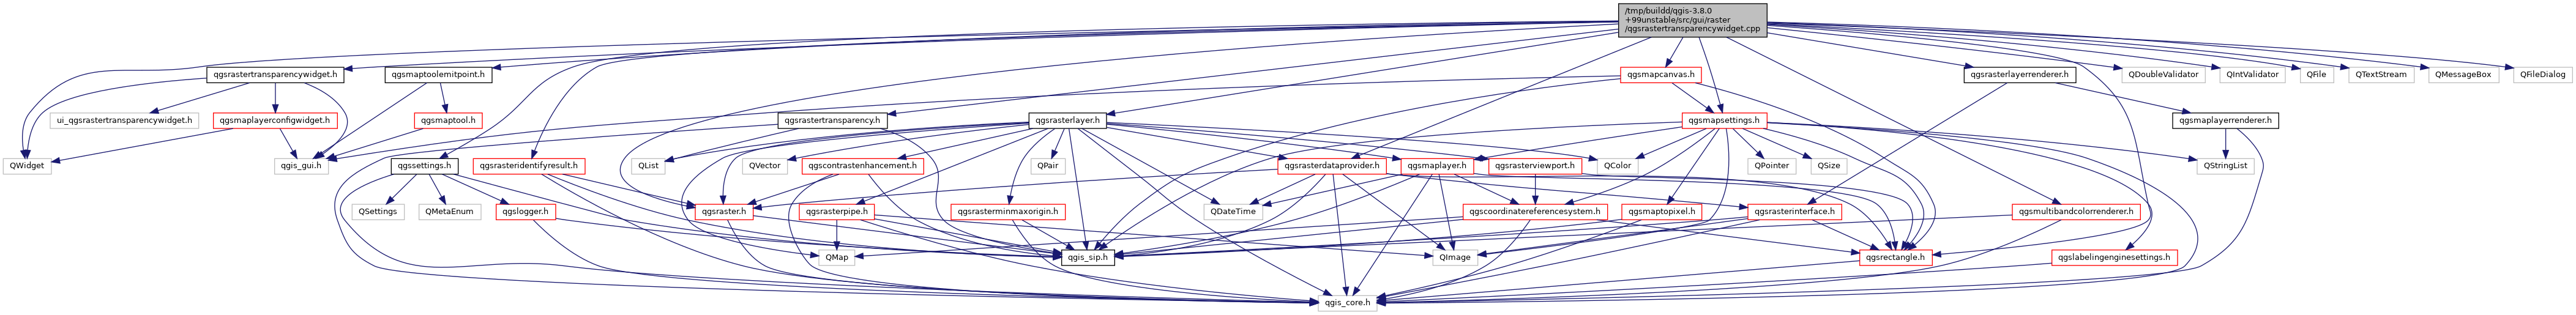 /tmp/buildd/qgis-3.8.0
+99unstable/src/gui/raster
/qgsrastertransparencywidget.cpp
qgsrastertransparencywidget.h
qgsmaptoolemitpoint.h
qgsmapcanvas.h
qgsrasterlayerrenderer.h
QDoubleValidator
QIntValidator
QFile
QTextStream
QMessageBox
QFileDialog
ui_qgsrastertransparencywidget.h
qgsmaplayerconfigwidget.h
qgsmaptool.h
qgsrastertransparency.h
qgsrasterlayer.h
qgsmapsettings.h
qgsmaplayerrenderer.h
QWidget
qgis_gui.h
qgssettings.h
qgsrasteridentifyresult.h
QList
QVector
qgscontrastenhancement.h
QPair
qgsrasterdataprovider.h
qgsmaplayer.h
qgsrasterviewport.h
QColor
QPointer
QSize
QStringList
QSettings
QMetaEnum
qgslogger.h
qgsraster.h
qgsrasterpipe.h
qgsrasterminmaxorigin.h
QDateTime
qgscoordinatereferencesystem.h
qgsmaptopixel.h
qgsrasterinterface.h
qgsmultibandcolorrenderer.h
QMap
qgis_sip.h
QImage
qgsrectangle.h
qgslabelingenginesettings.h
qgis_core.h